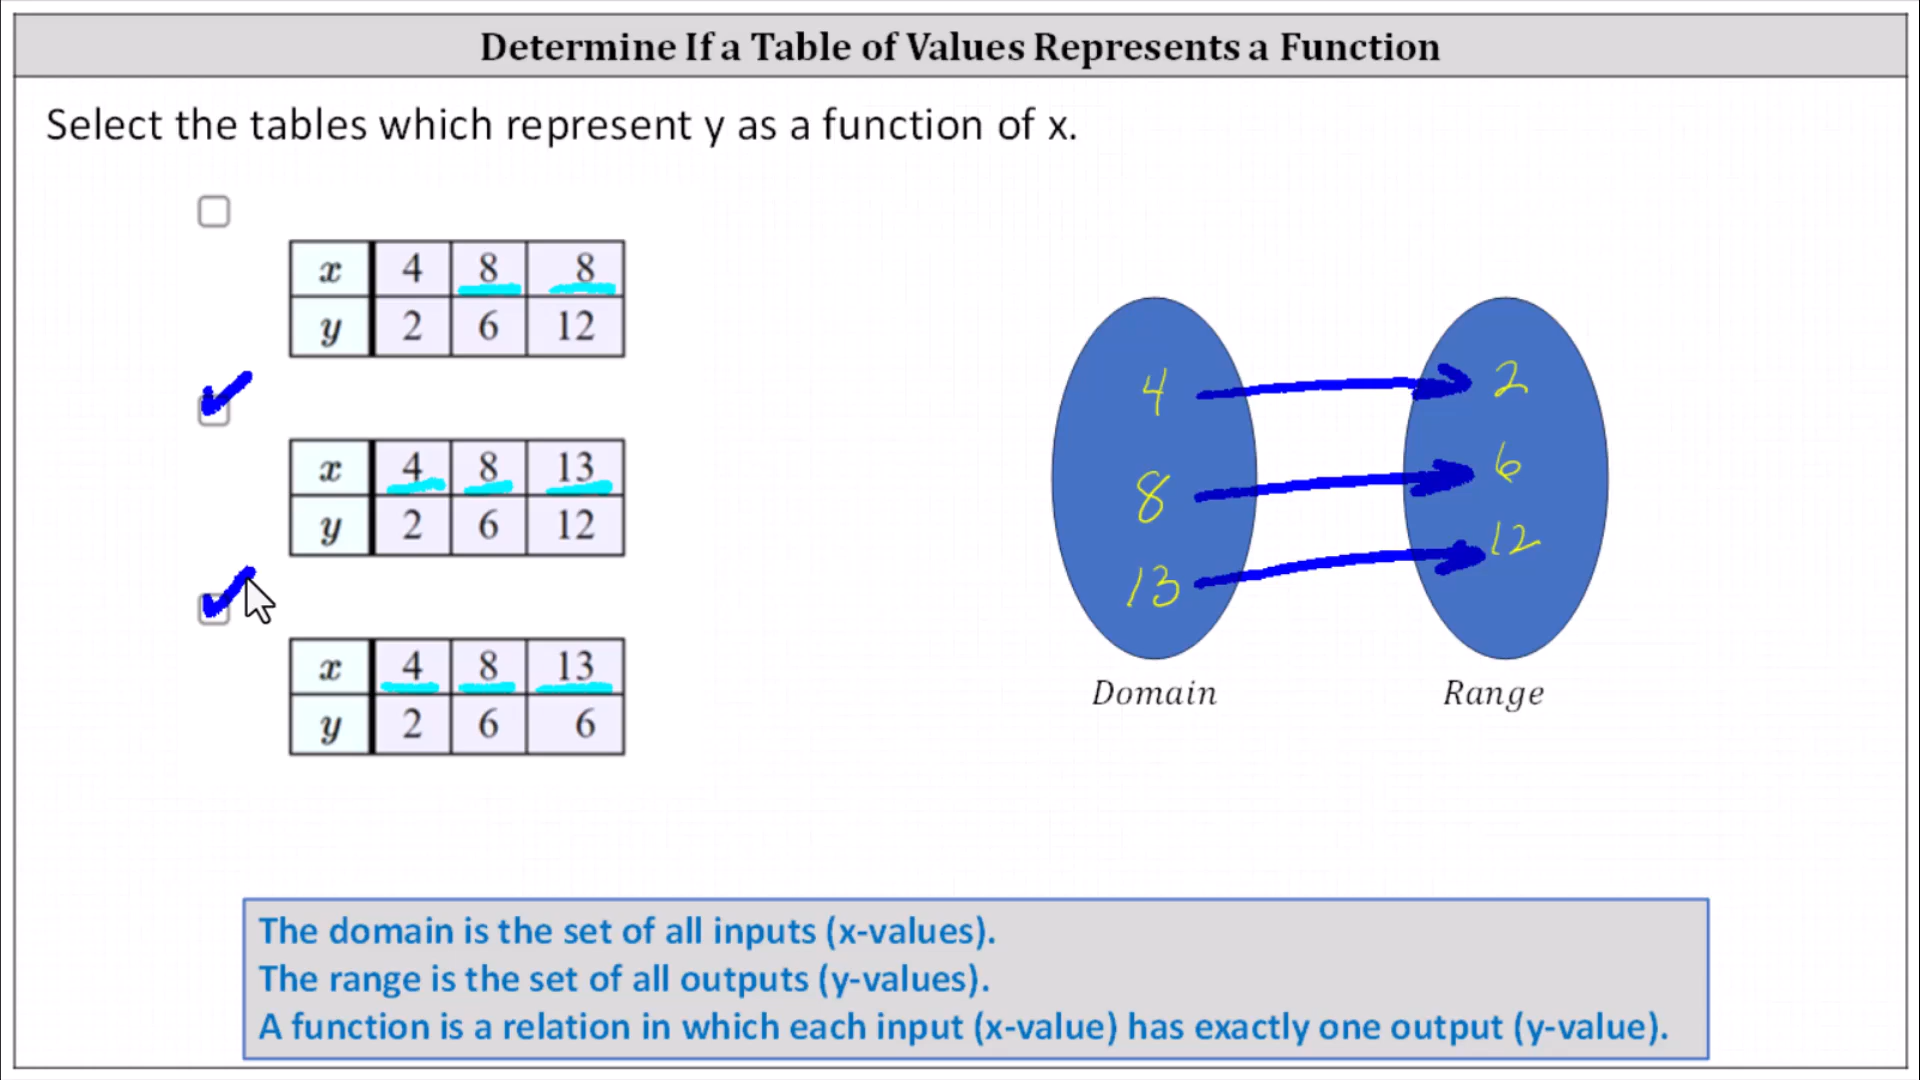 Determine If a Table of Values Represents a Function
Select the tables which represent y as a function of x.
x 4 8 8
y 2 6 12
x 4 8 13
y 2 6 12
x 4 8 13
y 2 6 6
4 2
8 6
13 12
Domain Range
The domain is the set of all inputs (x-values).
The range is the set of all outputs (y-values).
A function is a relation in which each input (x-value) has exactly one output (y-value).